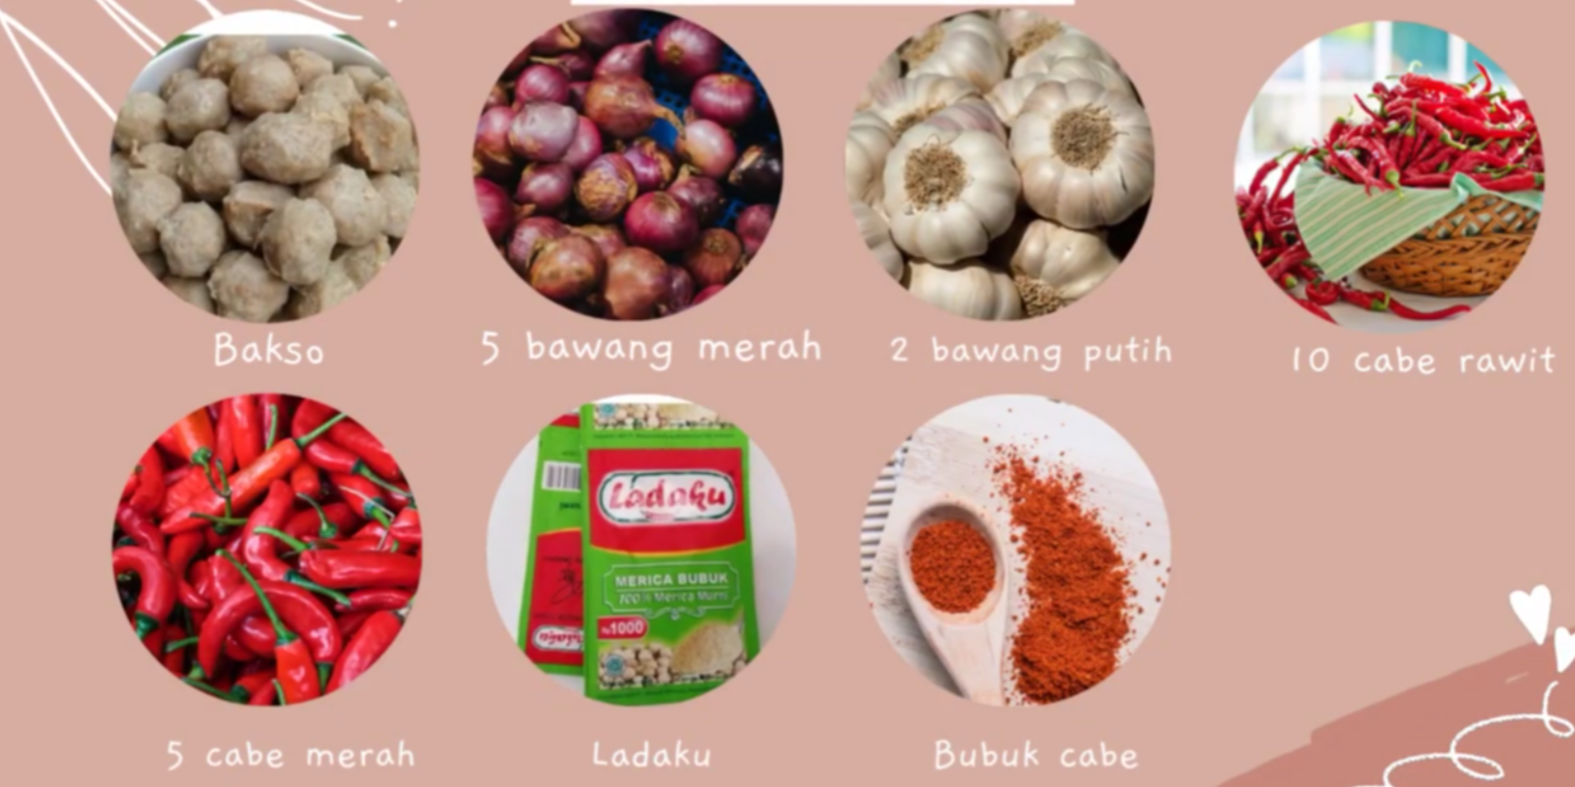 Bakso
5 bawang merah
2 bawang putih
10 cabe rawit
Ladaku
MERICA BUBUK
100% Merica Murni
Rp1000
Ladaku
5 cabe merah
Ladaku
Bubuk cabe